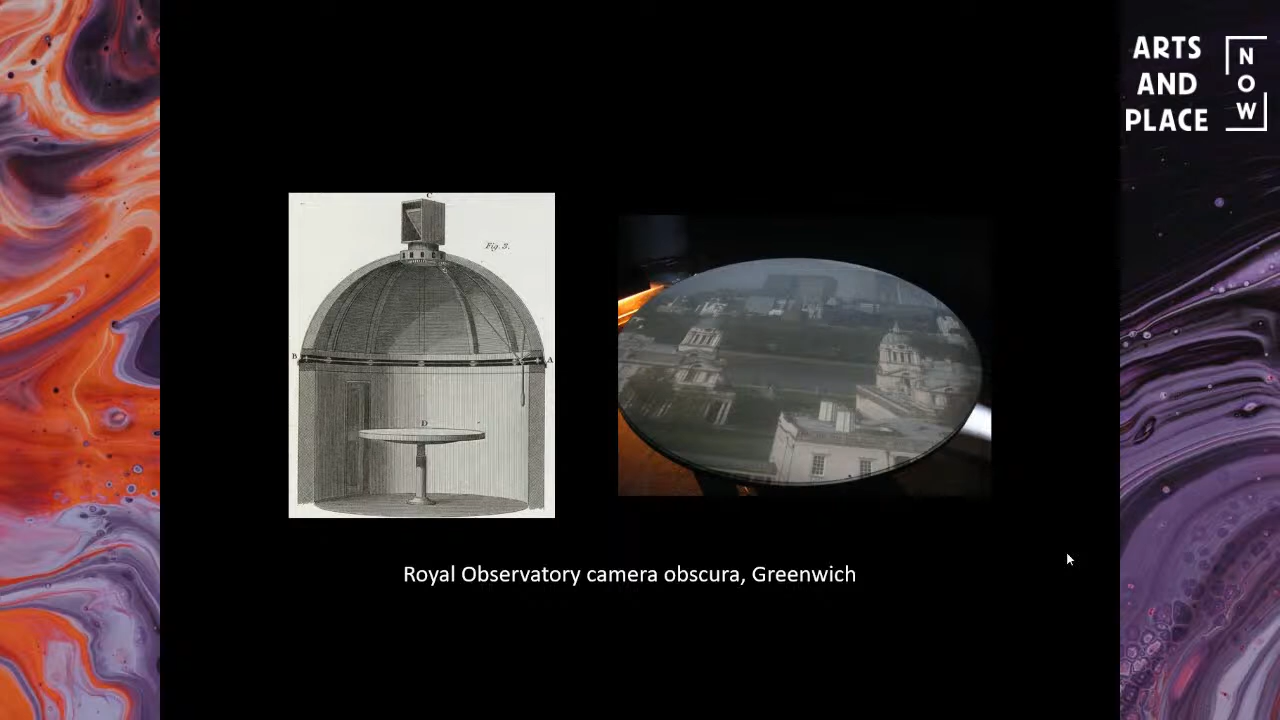 ARTS
AND
PLACE
N
O
W
C
Fig. 3.
B
A
D
Royal Observatory camera obscura, Greenwich